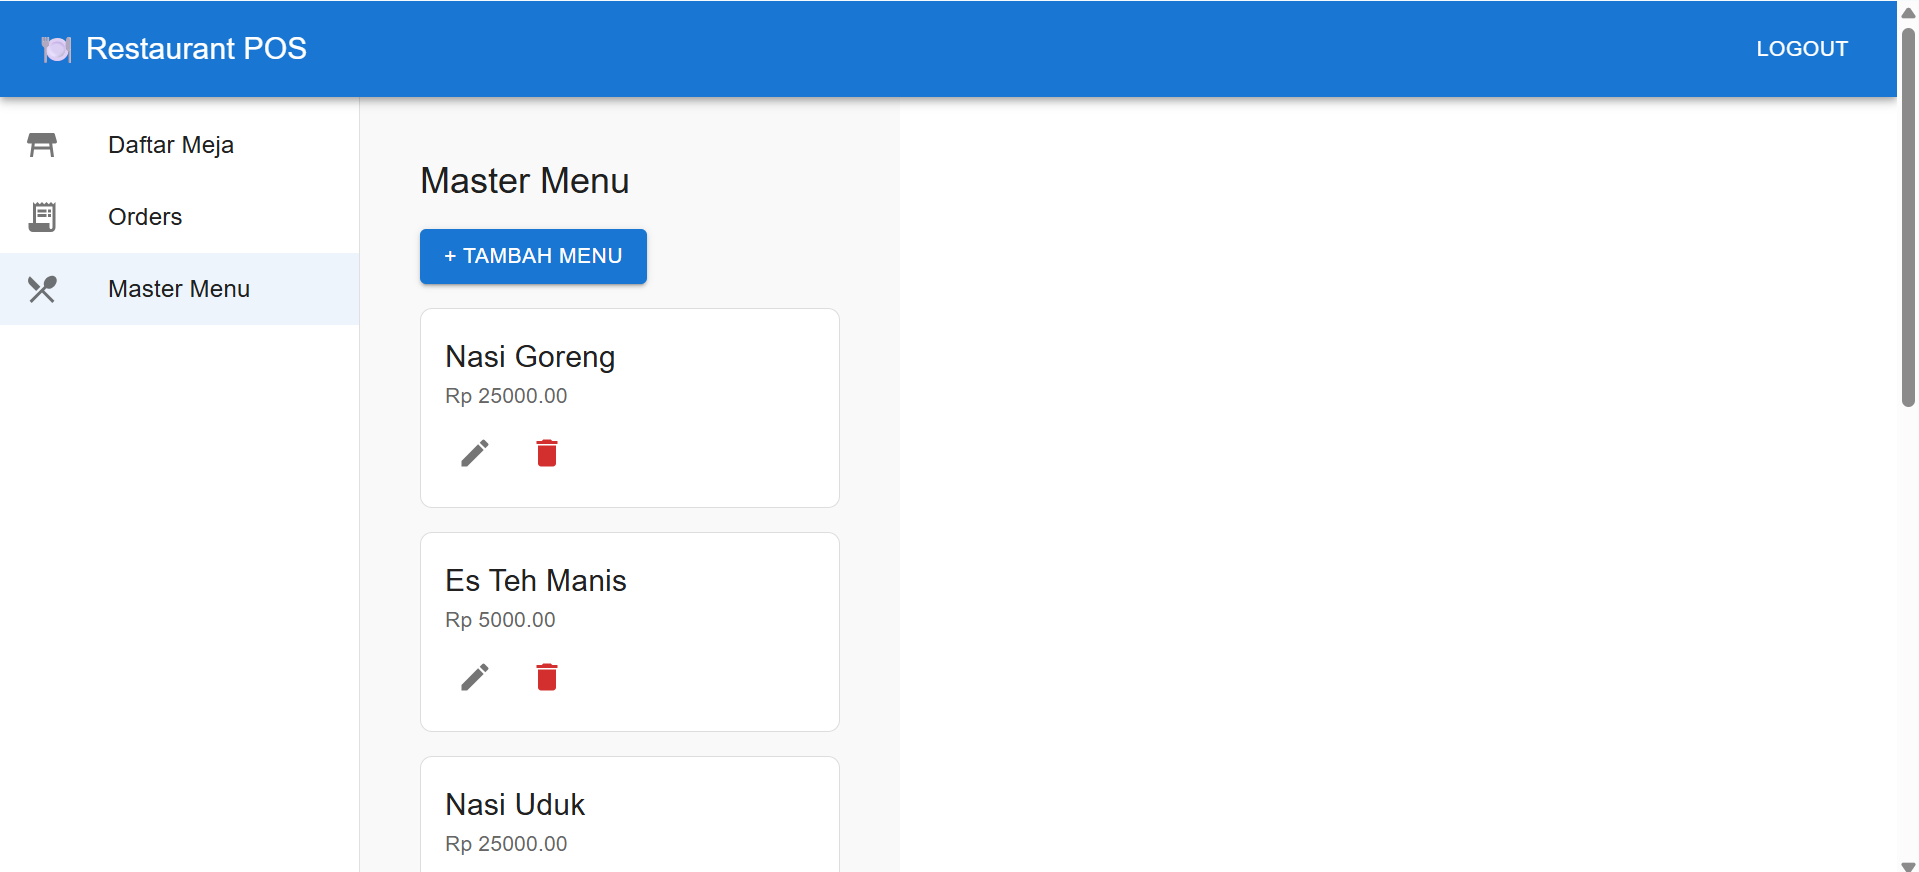 Restaurant POS
LOGOUT
Daftar Meja
Orders
Master Menu
Master Menu
+ TAMBAH MENU
Nasi Goreng
Rp 25000.00
Es Teh Manis
Rp 5000.00
Nasi Uduk
Rp 25000.00